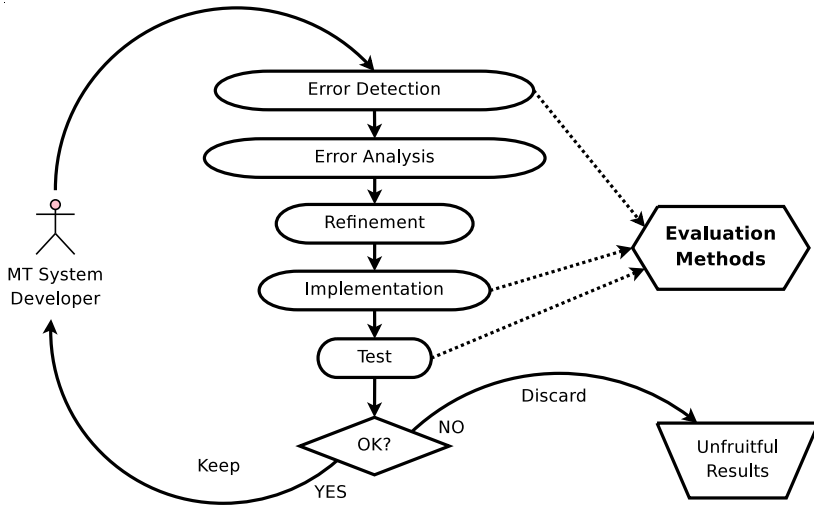 Error Detection
Error Analysis
Refinement
Implementation
Test
OK?
NO
YES
Keep
Discard
MT System
Developer
Evaluation
Methods
Unfruitful
Results